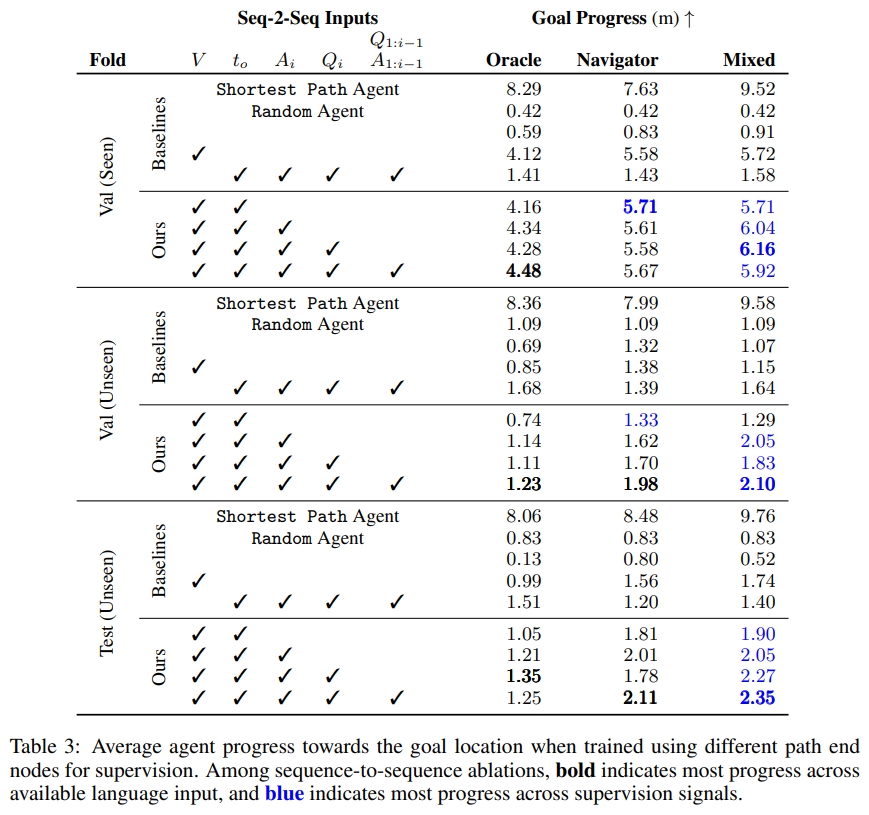 Seq-2-Seq Inputs Goal Progress (m) ↑
Q1:i−1
Fold V to Ai Qi A1:i−1 Oracle Navigator Mixed
Val (Seen)
Baselines
Shortest Path Agent 8.29 7.63 9.52
Random Agent 0.42 0.42 0.42
0.59 0.83 0.91
✓ 4.12 5.58 5.72
✓ ✓ ✓ ✓ 1.41 1.43 1.58
Ours
✓ ✓ 4.16 5.71 5.71
✓ ✓ ✓ 4.34 5.61 6.04
✓ ✓ ✓ ✓ 4.28 5.58 6.16
✓ ✓ ✓ ✓ ✓ 4.48 5.67 5.92
Val (Unseen)
Baselines
Shortest Path Agent 8.36 7.99 9.58
Random Agent 1.09 1.09 1.09
0.69 1.32 1.07
✓ 0.85 1.38 1.15
✓ ✓ ✓ ✓ 1.68 1.39 1.64
Ours
✓ ✓ 0.74 1.33 1.29
✓ ✓ ✓ 1.14 1.62 2.05
✓ ✓ ✓ ✓ 1.11 1.70 1.83
✓ ✓ ✓ ✓ ✓ 1.23 1.98 2.10
Test (Unseen)
Baselines
Shortest Path Agent 8.06 8.48 9.76
Random Agent 0.83 0.83 0.83
0.13 0.80 0.52
✓ 0.99 1.56 1.74
✓ ✓ ✓ ✓ 1.51 1.20 1.40
Ours
✓ ✓ 1.05 1.81 1.90
✓ ✓ ✓ 1.21 2.01 2.05
✓ ✓ ✓ ✓ 1.35 1.78 2.27
✓ ✓ ✓ ✓ ✓ 1.25 2.11 2.35
Table 3: Average agent progress towards the goal location when trained using different path end
nodes for supervision. Among sequence-to-sequence ablations, bold indicates most progress across
available language input, and blue indicates most progress across supervision signals.